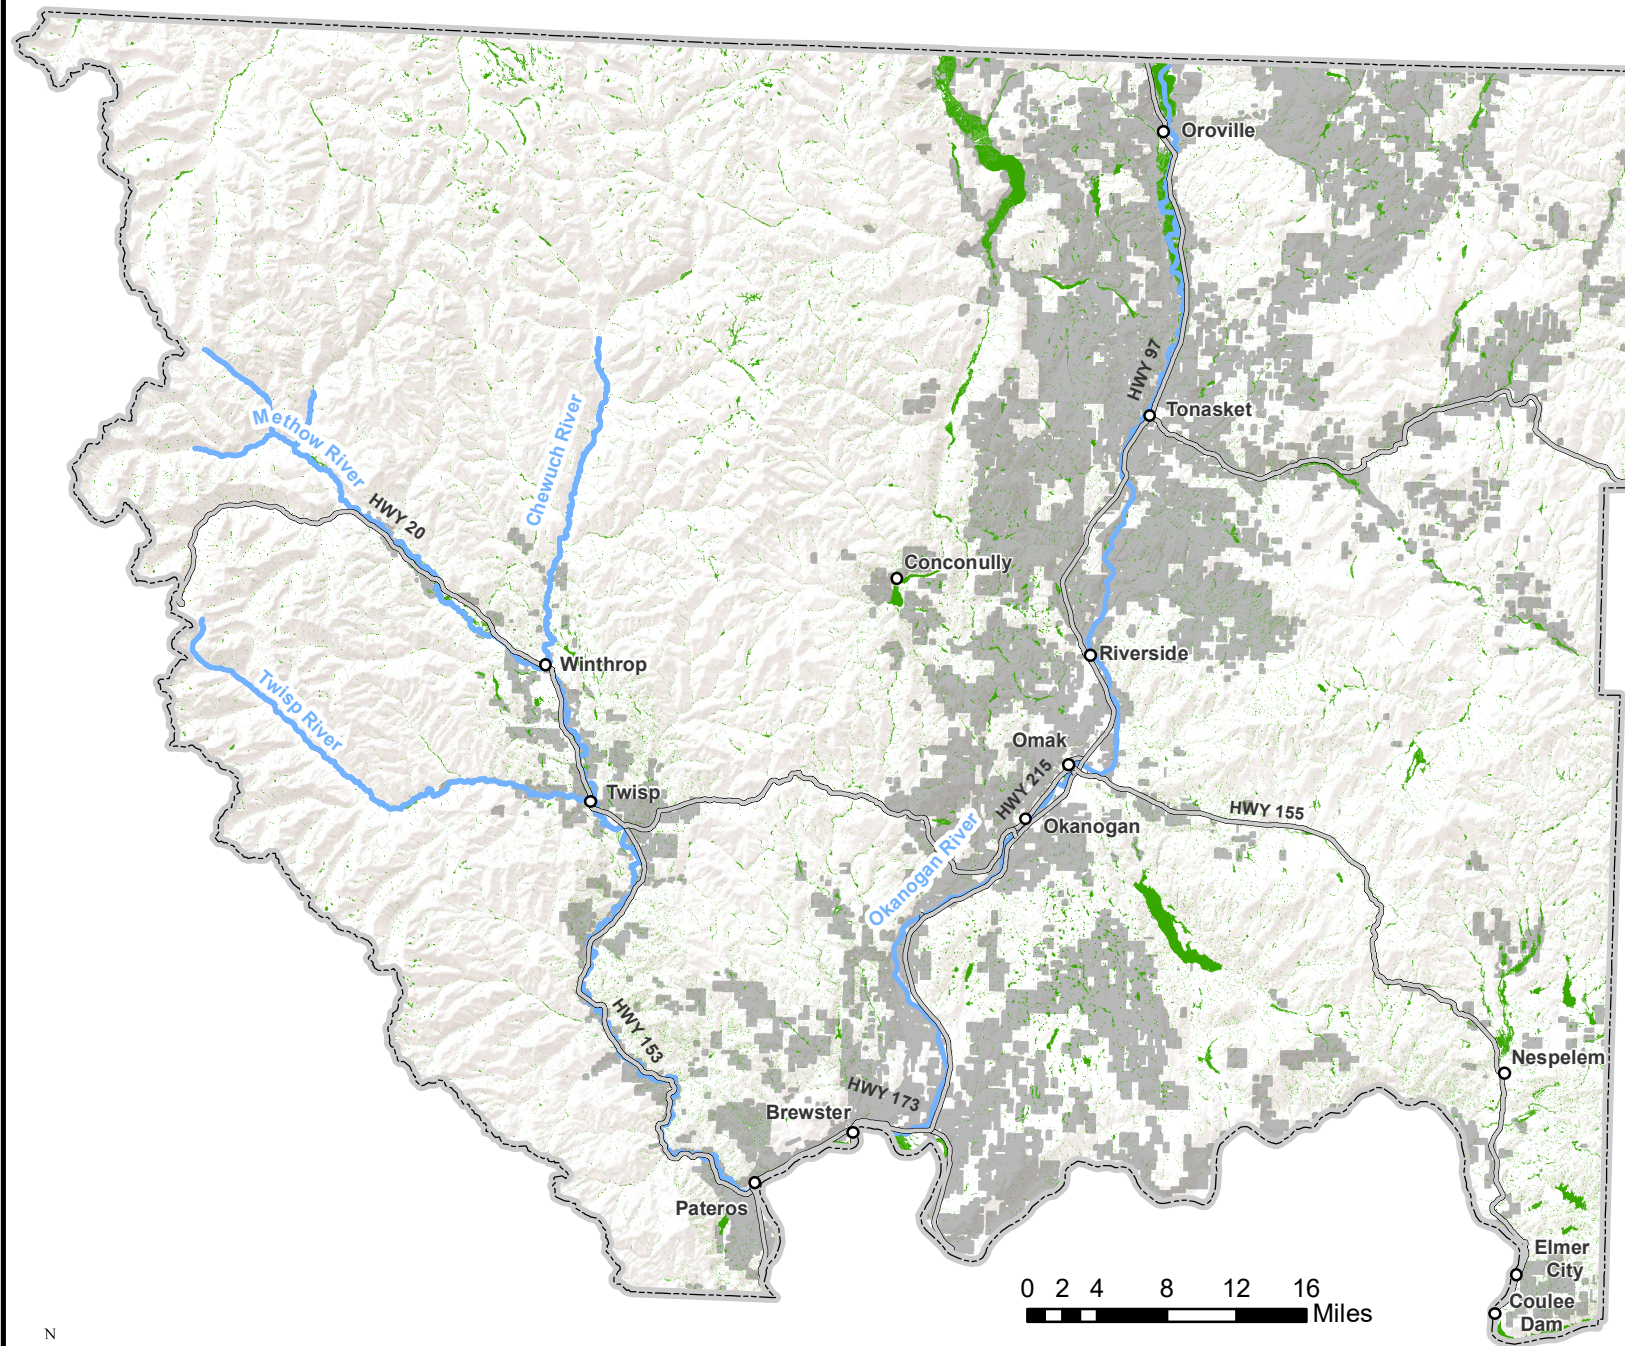 Oroville
HWY 97
Tonasket
Methow River
Chewuch River
HWY 20
Conconully
Winthrop
Riverside
Twisp River
Omak
HWY 215
Twisp
Okanogan
HWY 155
Okanogan River
HWY 153
Nespelem
HWY 173
Brewster
Pateros
Elmer
City
0 2 4 8 12 16
Miles
Coulee
Dam
N